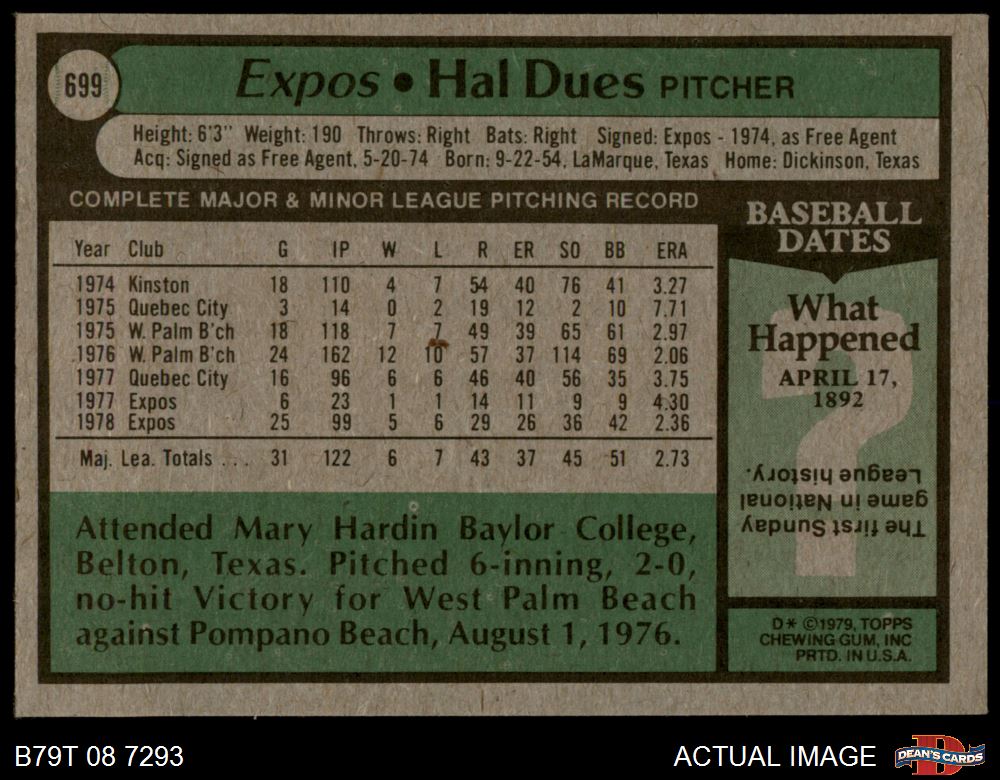 699
Expos • Hal Dues PITCHER
Height: 6'3" Weight: 190 Throws: Right Bats: Right Signed: Expos - 1974, as Free Agent
Acq: Signed as Free Agent, 5-20-74 Born: 9-22-54, LaMarque, Texas Home: Dickinson, Texas
COMPLETE MAJOR & MINOR LEAGUE PITCHING RECORD
Year Club G IP W L R ER SO BB ERA
1974 Kinston 18 110 4 7 54 40 76 41 3.27
1975 Quebec City 3 14 0 2 19 12 2 10 7.71
1975 W. Palm B'ch 18 118 7 7 49 39 65 61 2.97
1976 W. Palm B'ch 24 162 12 10 57 37 114 69 2.06
1977 Quebec City 16 96 6 6 46 40 56 35 3.75
1977 Expos 6 23 1 1 14 11 9 9 4.30
1978 Expos 25 99 5 6 29 26 36 42 2.36
Maj. Lea. Totals . . . 31 122 6 7 43 37 45 51 2.73
Attended Mary Hardin Baylor College,
Belton, Texas. Pitched 6-inning, 2-0,
no-hit Victory for West Palm Beach
against Pompano Beach, August 1, 1976.
BASEBALL
DATES
What
Happened
APRIL 17,
1892
The first Sunday
game in National
League history.
D* ©1979, TOPPS
CHEWING GUM, INC
PRTD. IN U.S.A.
B79T 08 7293
ACTUAL IMAGE
D
DEAN'S CARDS